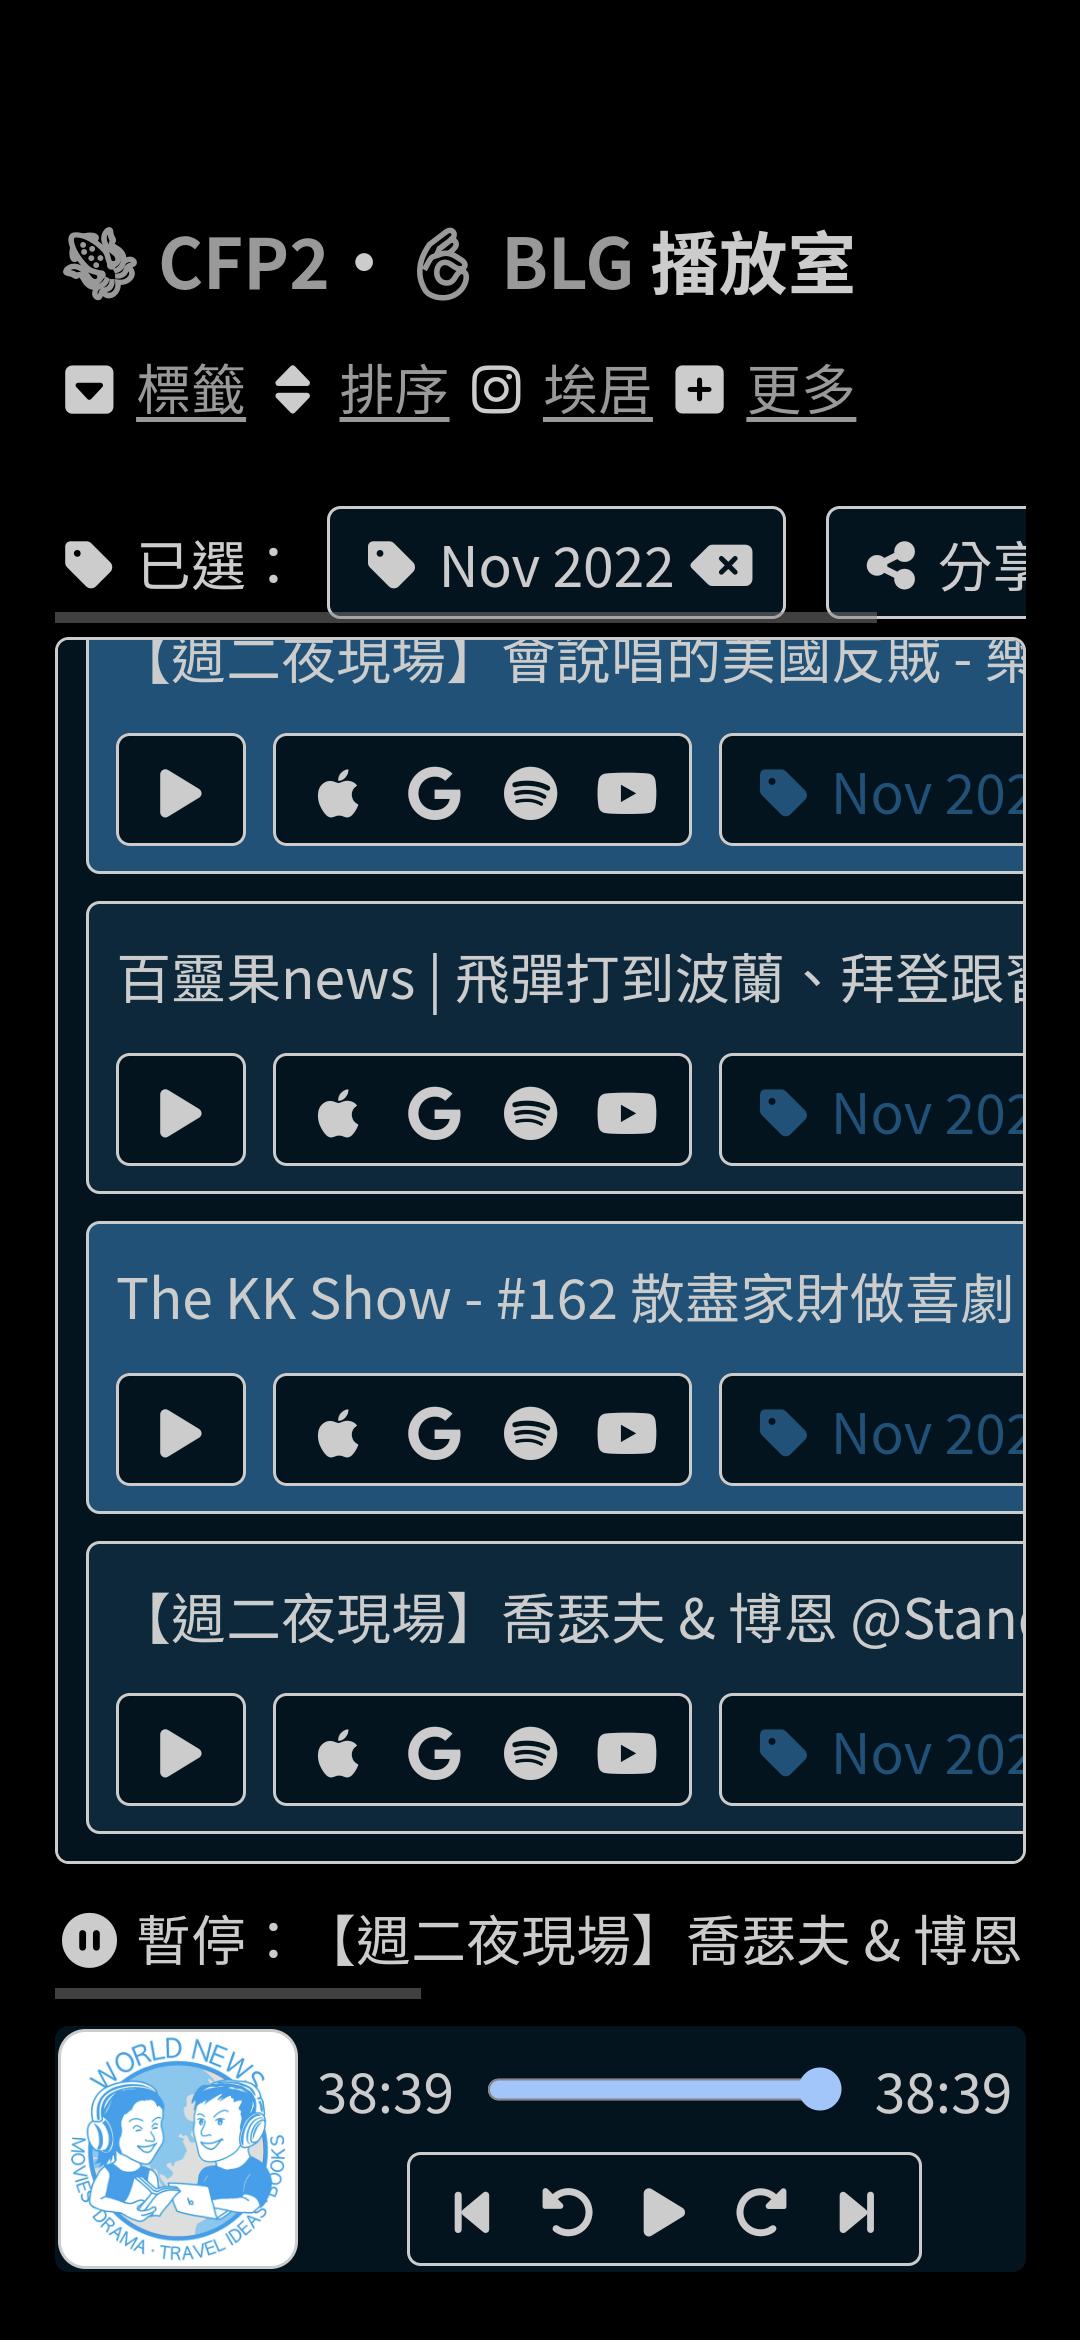 CFP2・ BLG 播放室
標籤 排序 埃居 更多
已選： Nov 2022 分享
【週二夜現場】會說唱的美國反賊 -
Nov 202
百靈果news | 飛彈打到波蘭、拜登跟
Nov 202
The KK Show - #162 散盡家財做喜劇
Nov 202
【週二夜現場】喬瑟夫 & 博恩 @Stan
Nov 202
暫停：【週二夜現場】喬瑟夫 & 博恩
WORLD NEWS
MOVIES · DRAMA · TRAVEL IDEAS · BOOKS
38:39 38:39